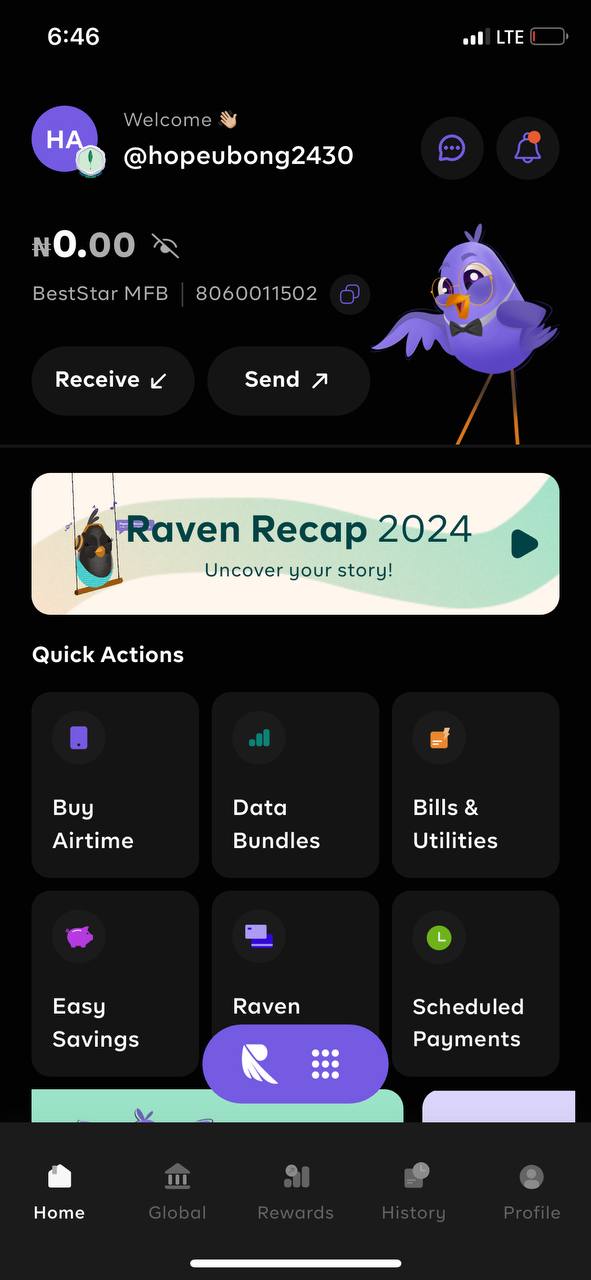 6:46
LTE
HA
Welcome 👋🏻
@hopeubong2430
₦0.00
BestStar MFB | 8060011502
Receive
Send
Raven Recap 2024
Uncover your story!
Quick Actions
Buy
Airtime
Data
Bundles
Bills &
Utilities
Easy
Savings
Raven
Scheduled
Payments
Home
Global
Rewards
History
Profile